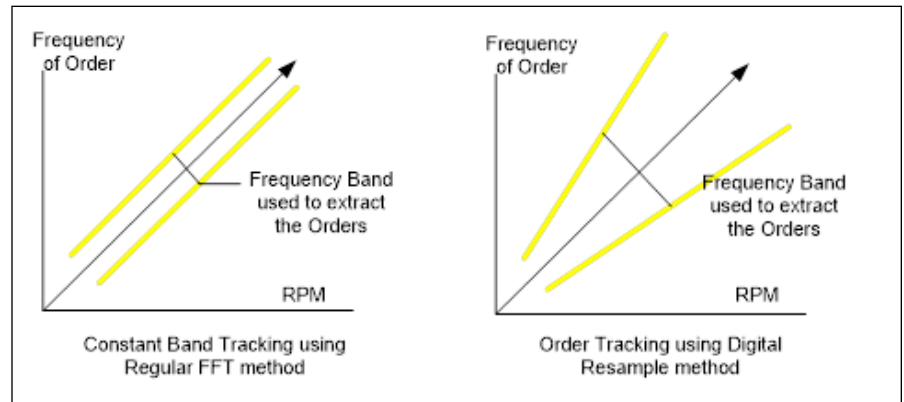 Frequency
of Order
Frequency Band
used to extract
the Orders
RPM
Constant Band Tracking using
Regular FFT method
Frequency
of Order
Frequency Band
used to extract
the Orders
RPM
Order Tracking using Digital
Resample method